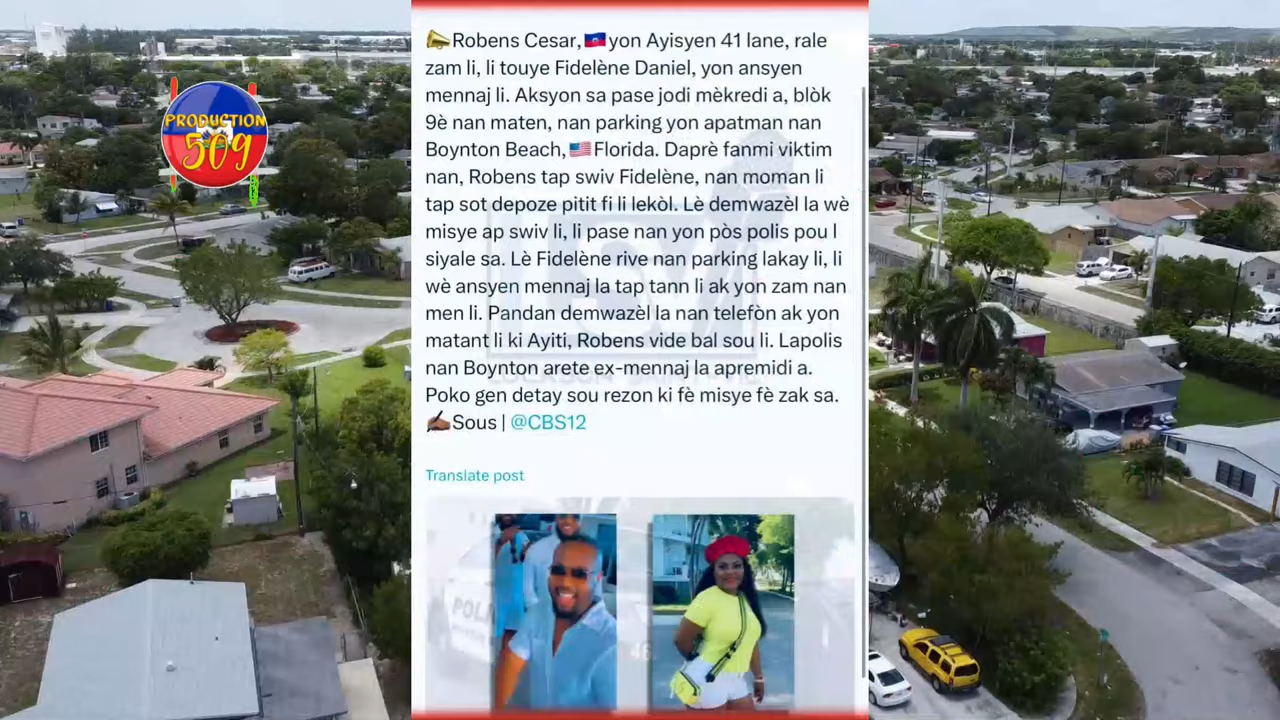 PRODUCTION
509
📣Robens Cesar,🇭🇹yon Ayisyen 41 lane, rale
zam li, li touye Fidelène Daniel, yon ansyen
mennaj li. Aksyon sa pase jodi mèkredi a, blòk
9è nan maten, nan parking yon apatman nan
Boynton Beach,🇺🇸Florida. Daprè fanmi viktim
nan, Robens tap swiv Fidelène, nan moman li
tap sot depoze pitit fi li lekòl. Lè demwazèl la wè
misye ap swiv li, li pase nan yon pòs polis pou l
siyale sa. Lè Fidelène rive nan parking lakay li, li
wè ansyen mennaj la tap tann li ak yon zam nan
men li. Pandan demwazèl la nan telefòn ak yon
matant li ki Ayiti, Robens vide bal sou li. Lapolis
nan Boynton arete ex-mennaj la apremidi a.
Poko gen detay sou rezon ki fè misye fè zak sa.
✍🏾Sous | @CBS12
Translate post